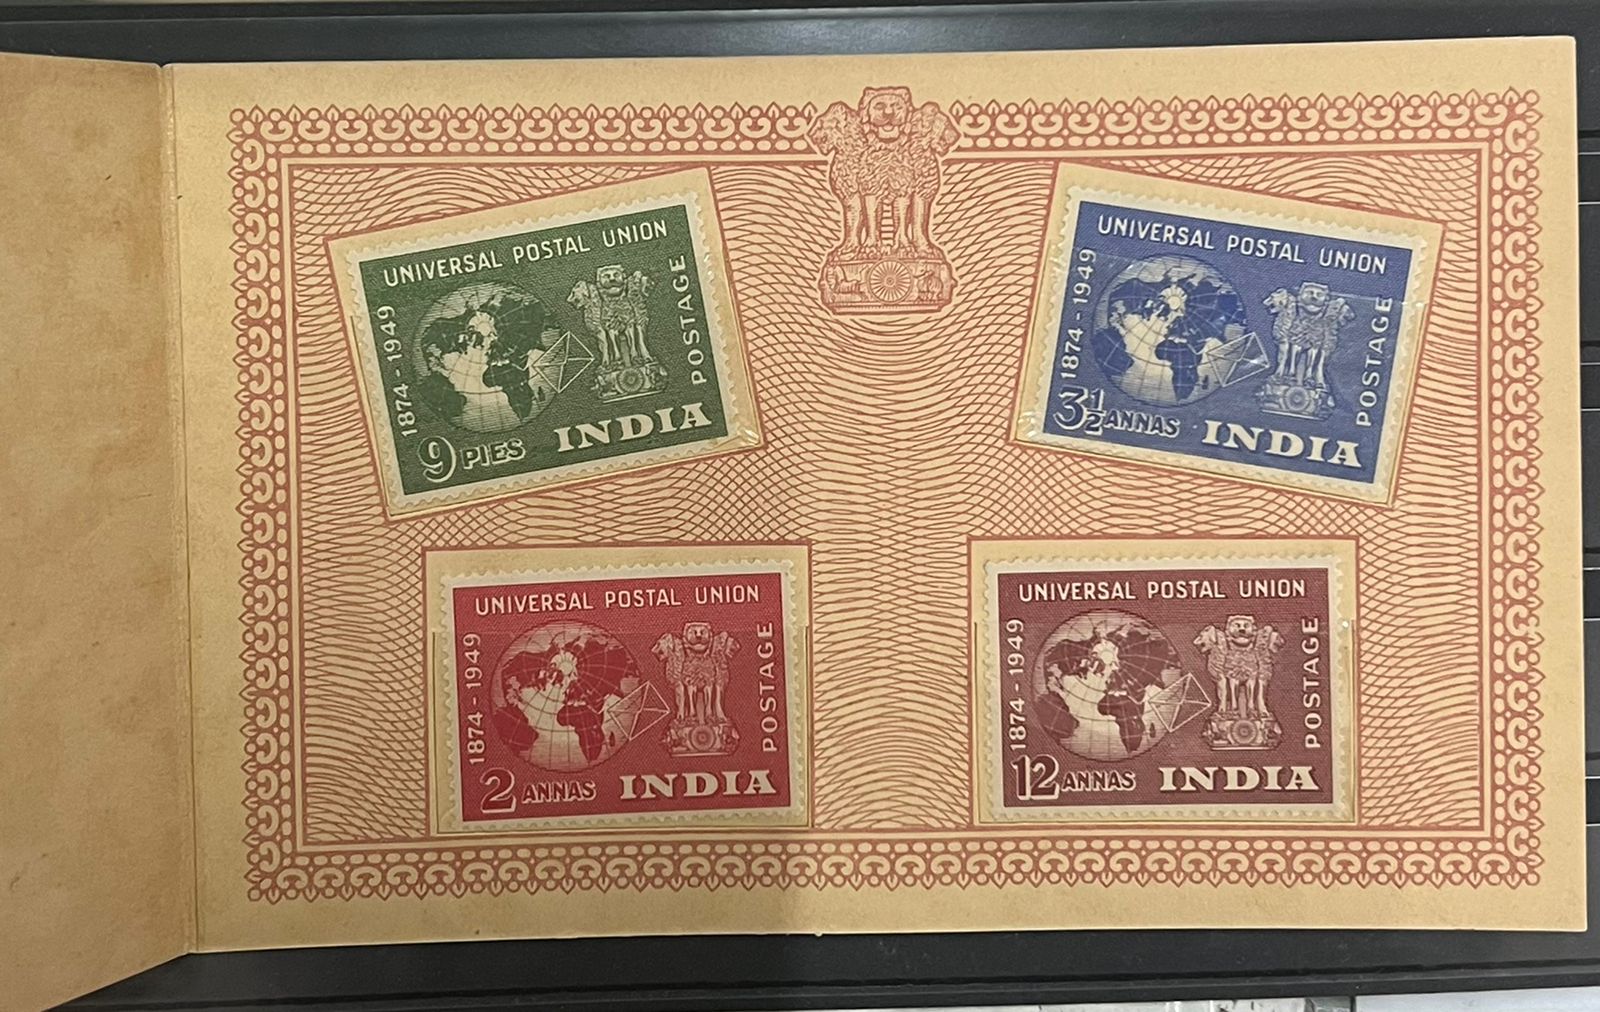 UNIVERSAL POSTAL UNION
1874-1949
POSTAGE
9 PIES INDIA
UNIVERSAL POSTAL UNION
1874-1949
POSTAGE
3½ ANNAS INDIA
UNIVERSAL POSTAL UNION
1874-1949
POSTAGE
2 ANNAS INDIA
UNIVERSAL POSTAL UNION
1874-1949
POSTAGE
12 ANNAS INDIA